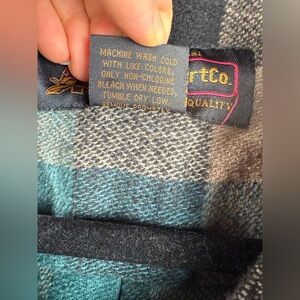 MACHINE WASH COLD
WITH LIKE COLORS,
ONLY NON-CHLORINE
BLEACH WHEN NEEDED,
TUMBLE DRY LOW,
rtCo.
QUALITY